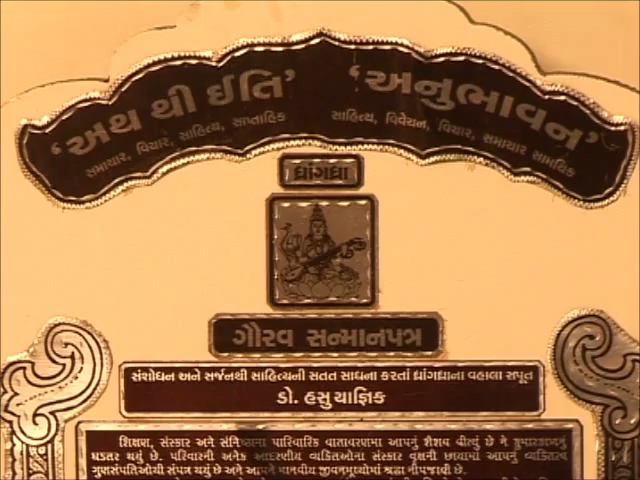 ‘અથ થી ઈતિ’ ‘અનુભાવન’
સમાચાર, વિચાર, સાહિત્ય, સાપ્તાહિક સાહિત્ય, વિવેચન, વિચાર, સમાચાર સામયિક
ધ્રાંગધ્રા
ગૌરવ સન્માનપત્ર
સંશોધન અને સર્જનથી સાહિત્યની સતત સાધના કરતાં ધ્રાંગધ્રાના વહાલા સપૂત
ડો. હસુ યાજ્ઞિક
શિક્ષણ, સંસ્કાર અને સંનિષ્ઠાના પારિવારિક વાતાવરણમાં આપનું શૈશવ વીત્યું છે ને કુમારકાળનું
ઘડતર થયું છે. પરિવારની અનેક આદરણીય વ્યક્તિઓના સંસ્કાર વૃક્ષની છાયામાં આપનું વ્યક્તિત્વ
ગુણસંપત્તિઓથી સંપન્ન થયું છે અને આપને માનવીય જીવનમૂલ્યોમાં શ્રદ્ધા નીપજાવી છે.